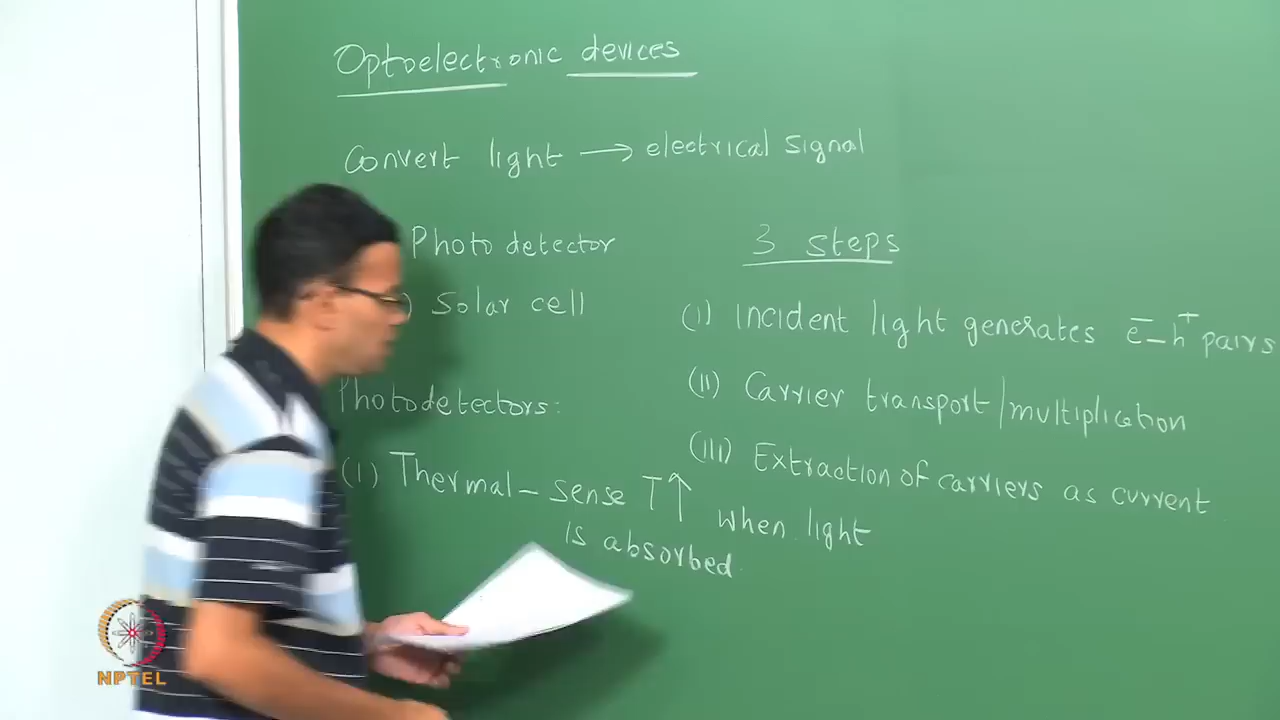 Optoelectronic devices
Convert light → electrical signal
Photo detector
) Solar cell
Photodetectors:
(1) Thermal - sense T↑ when light
is absorbed
3 steps
(I) Incident light generates e⁻ - h⁺ pairs
(II) Carrier transport/multiplication
(III) Extraction of carriers as current
NPTEL